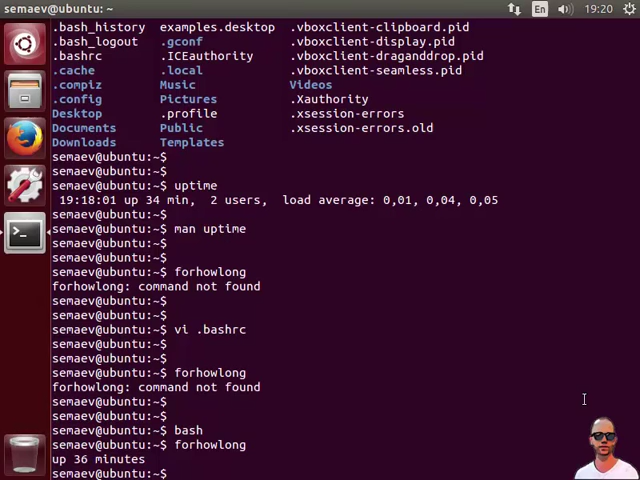 semaev@ubuntu: ~
En
19:20
.bash_history examples.desktop .vboxclient-clipboard.pid
.bash_logout .gconf .vboxclient-display.pid
.bashrc .ICEauthority .vboxclient-draganddrop.pid
.cache .local .vboxclient-seamless.pid
.compiz Music Videos
.config Pictures .Xauthority
Desktop .profile .xsession-errors
Documents Public .xsession-errors.old
Downloads Templates
semaev@ubuntu:~$
semaev@ubuntu:~$
semaev@ubuntu:~$ uptime
19:18:01 up 34 min, 2 users, load average: 0,01, 0,04, 0,05
semaev@ubuntu:~$
semaev@ubuntu:~$ man uptime
semaev@ubuntu:~$
semaev@ubuntu:~$
semaev@ubuntu:~$ forhowlong
forhowlong: command not found
semaev@ubuntu:~$
semaev@ubuntu:~$
semaev@ubuntu:~$ vi .bashrc
semaev@ubuntu:~$
semaev@ubuntu:~$
semaev@ubuntu:~$ forhowlong
forhowlong: command not found
semaev@ubuntu:~$
semaev@ubuntu:~$
semaev@ubuntu:~$ bash
semaev@ubuntu:~$ forhowlong
up 36 minutes
semaev@ubuntu:~$